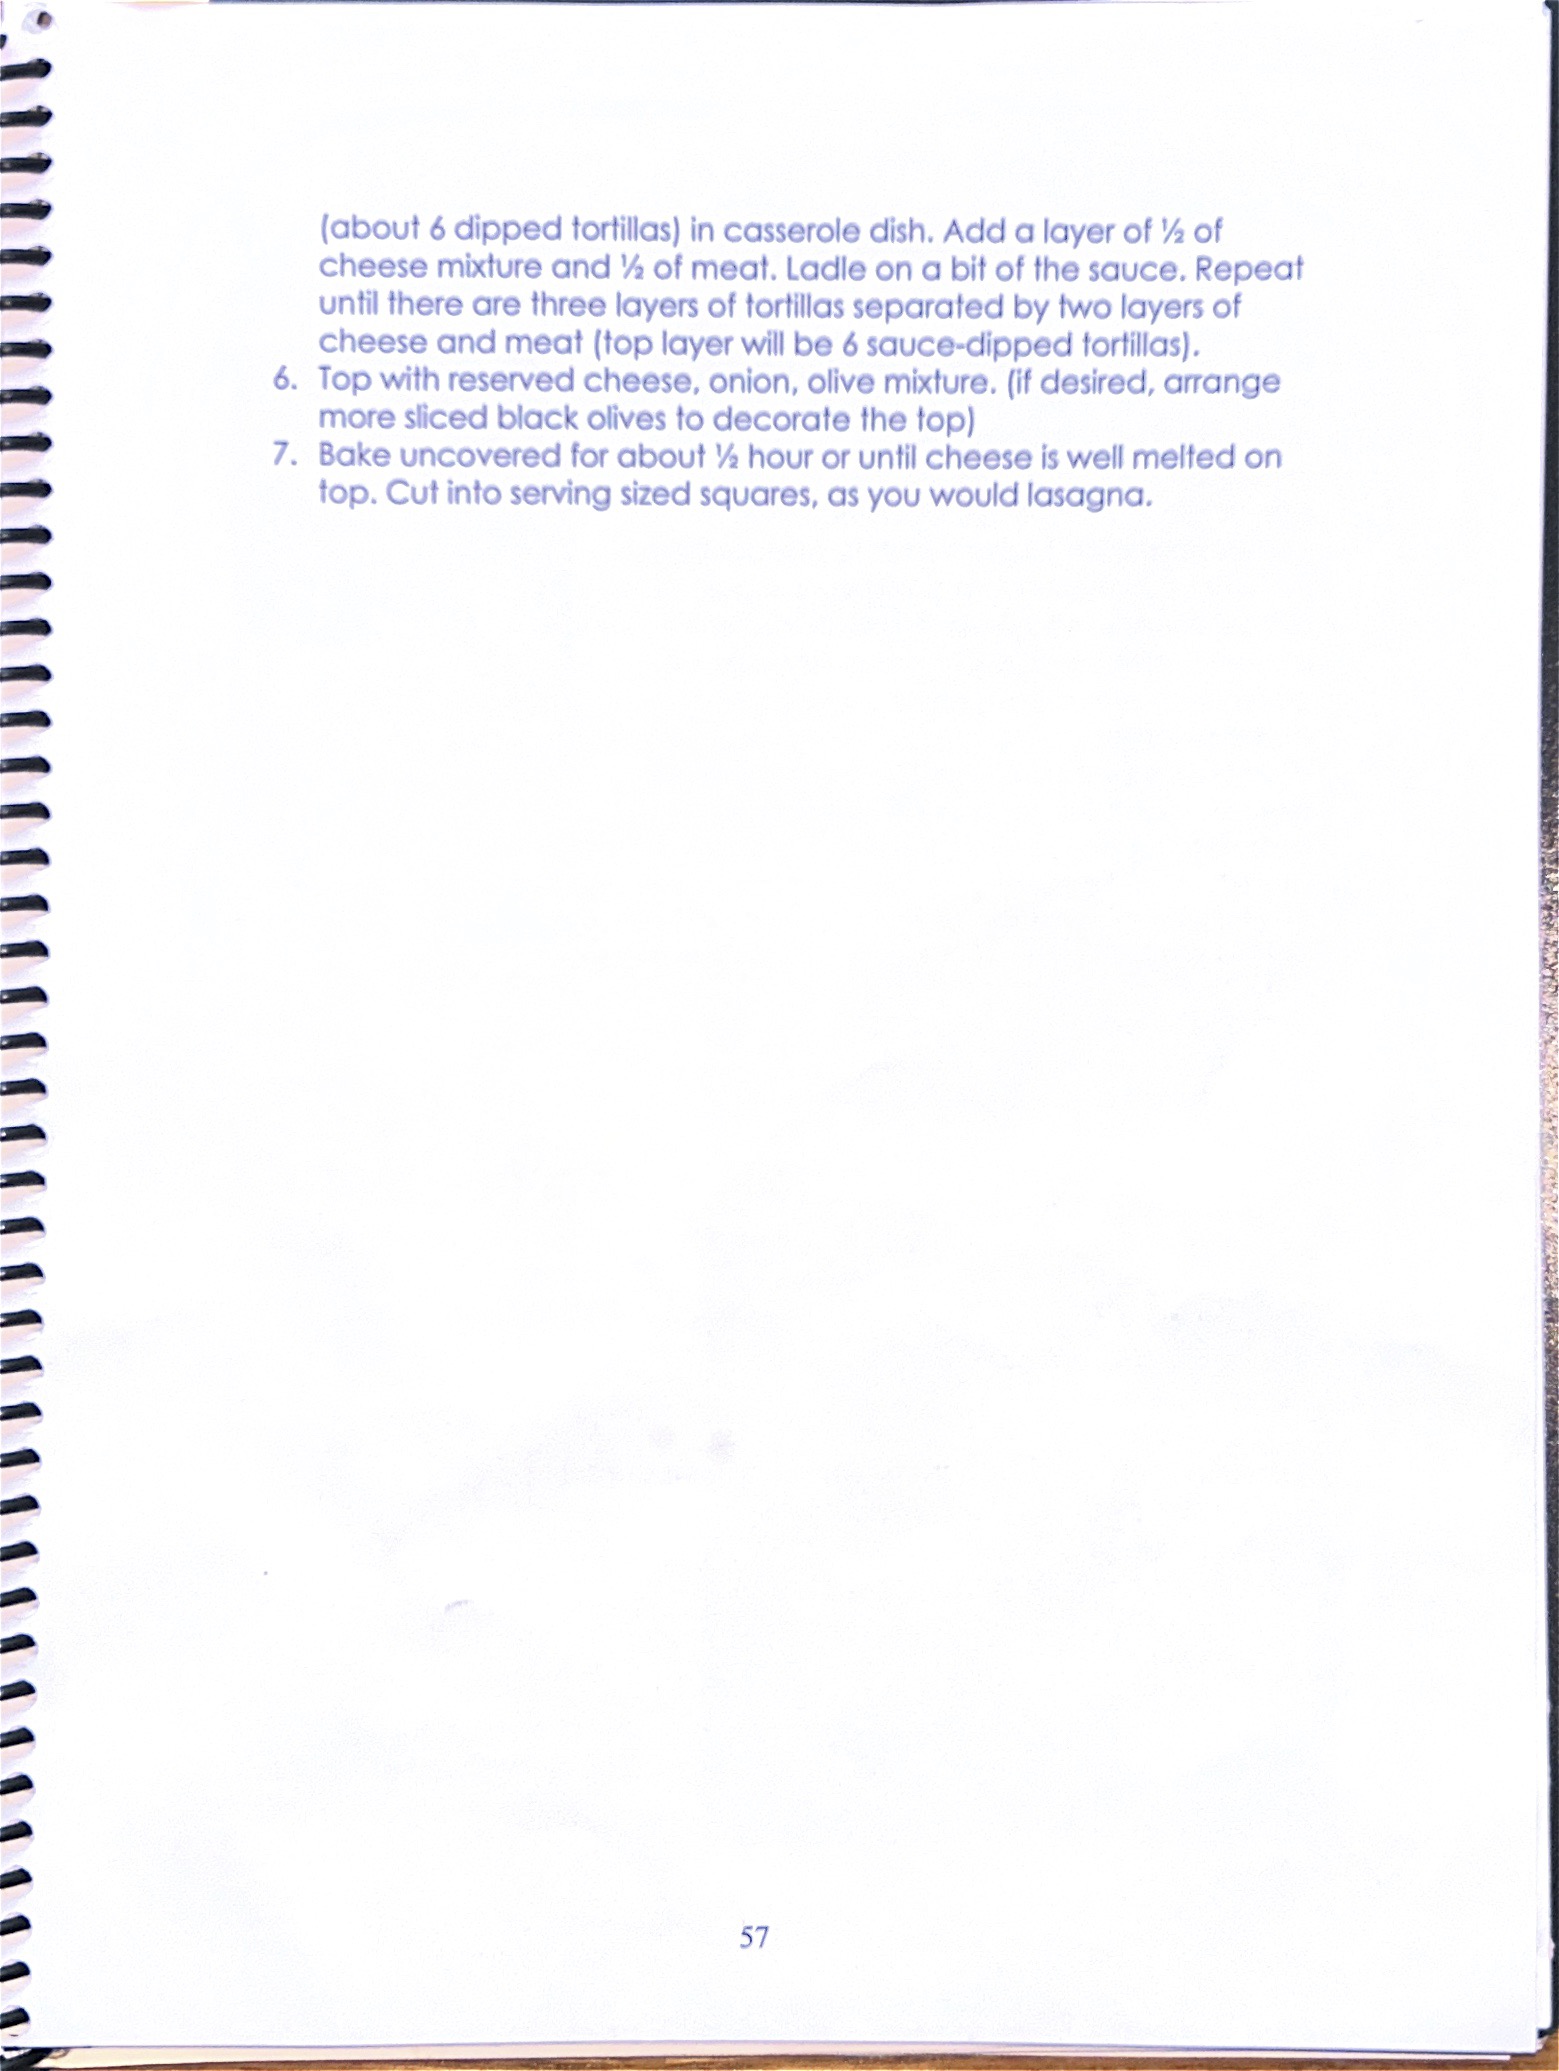 (about 6 dipped tortillas) in casserole dish. Add a layer of ½ of
cheese mixture and ½ of meat. Ladle on a bit of the sauce. Repeat
until there are three layers of tortillas separated by two layers of
cheese and meat (top layer will be 6 sauce-dipped tortillas).
6. Top with reserved cheese, onion, olive mixture. (if desired, arrange
more sliced black olives to decorate the top)
7. Bake uncovered for about ½ hour or until cheese is well melted on
top. Cut into serving sized squares, as you would lasagna.
57